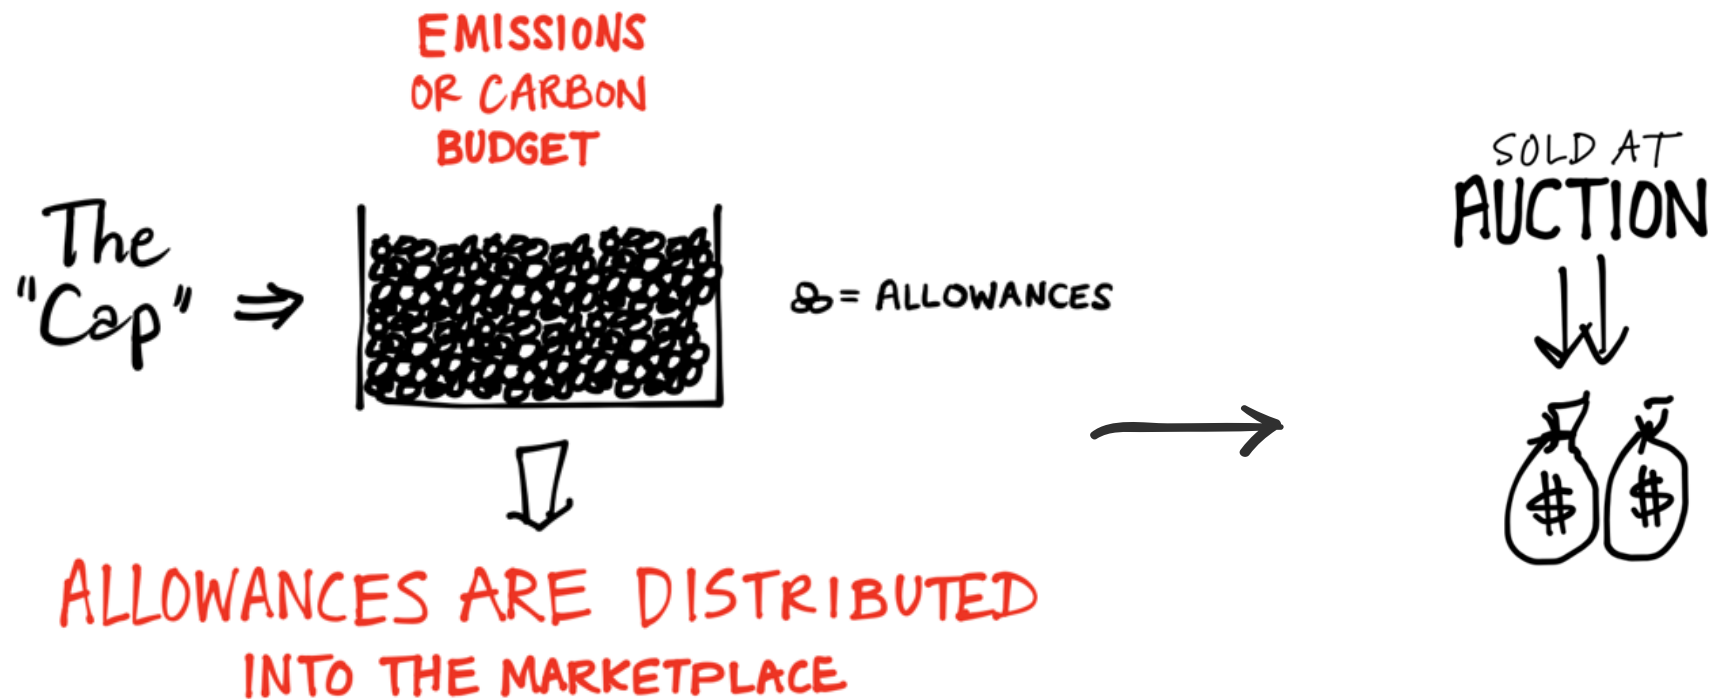 EMISSIONS
OR CARBON
BUDGET
The
"Cap"
= ALLOWANCES
ALLOWANCES ARE DISTRIBUTED
INTO THE MARKETPLACE
SOLD AT
AUCTION
$ $